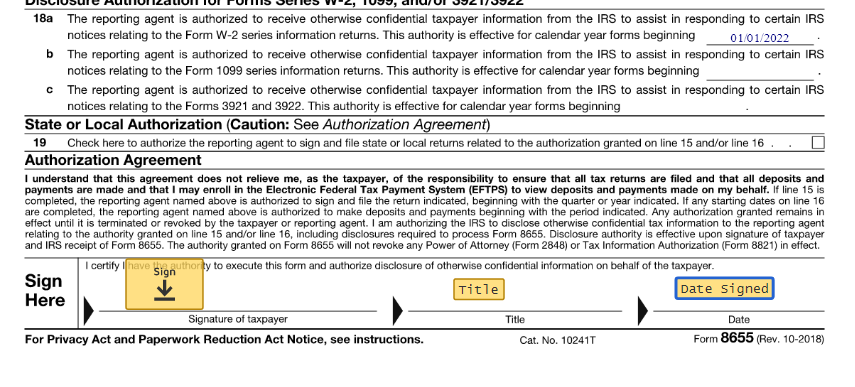 Disclosure Authorization for Forms Series W-2, 1099, and/or 3921/3922
18a The reporting agent is authorized to receive otherwise confidential taxpayer information from the IRS to assist in responding to certain IRS
notices relating to the Form W-2 series information returns. This authority is effective for calendar year forms beginning 01/01/2022 .
b The reporting agent is authorized to receive otherwise confidential taxpayer information from the IRS to assist in responding to certain IRS
notices relating to the Form 1099 series information returns. This authority is effective for calendar year forms beginning .
c The reporting agent is authorized to receive otherwise confidential taxpayer information from the IRS to assist in responding to certain IRS
notices relating to the Forms 3921 and 3922. This authority is effective for calendar year forms beginning .
State or Local Authorization (Caution: See Authorization Agreement)
19 Check here to authorize the reporting agent to sign and file state or local returns related to the authorization granted on line 15 and/or line 16 . .
Authorization Agreement
I understand that this agreement does not relieve me, as the taxpayer, of the responsibility to ensure that all tax returns are filed and that all deposits and
payments are made and that I may enroll in the Electronic Federal Tax Payment System (EFTPS) to view deposits and payments made on my behalf. If line 15 is
completed, the reporting agent named above is authorized to sign and file the return indicated, beginning with the quarter or year indicated. If any starting dates on line 16
are completed, the reporting agent named above is authorized to make deposits and payments beginning with the period indicated. Any authorization granted remains in
effect until it is terminated or revoked by the taxpayer or reporting agent. I am authorizing the IRS to disclose otherwise confidential tax information to the reporting agent
relating to the authority granted on line 15 and/or line 16, including disclosures required to process Form 8655. Disclosure authority is effective upon signature of taxpayer
and IRS receipt of Form 8655. The authority granted on Form 8655 will not revoke any Power of Attorney (Form 2848) or Tax Information Authorization (Form 8821) in effect.
I certify I have the authority to execute this form and authorize disclosure of otherwise confidential information on behalf of the taxpayer.
Sign
Here
Sign
Title
Date Signed
Signature of taxpayer
Title
Date
For Privacy Act and Paperwork Reduction Act Notice, see instructions. Cat. No. 10241T Form 8655 (Rev. 10-2018)